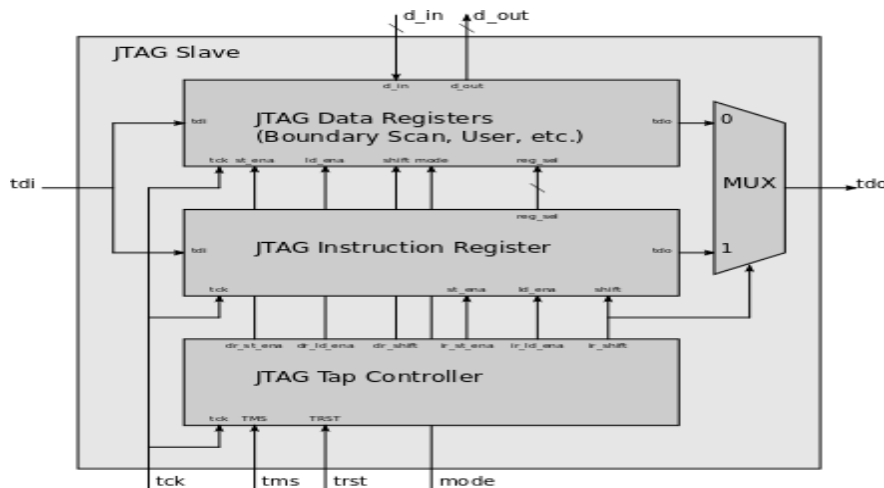 d_in d_out
JTAG Slave
d_in d_out
JTAG Data Registers
(Boundary Scan, User, etc.)
tdi
tdo
0
tck st_ena ld_ena shift mode reg_sel
tdi
MUX
tdo
reg_sel
JTAG Instruction Register
tdi
tdo
1
tck st_ena ld_ena shift
dr_st_ena dr_ld_ena dr_shift ir_st_ena ir_ld_ena ir_shift
JTAG Tap Controller
tck TMS TRST
tck tms trst mode